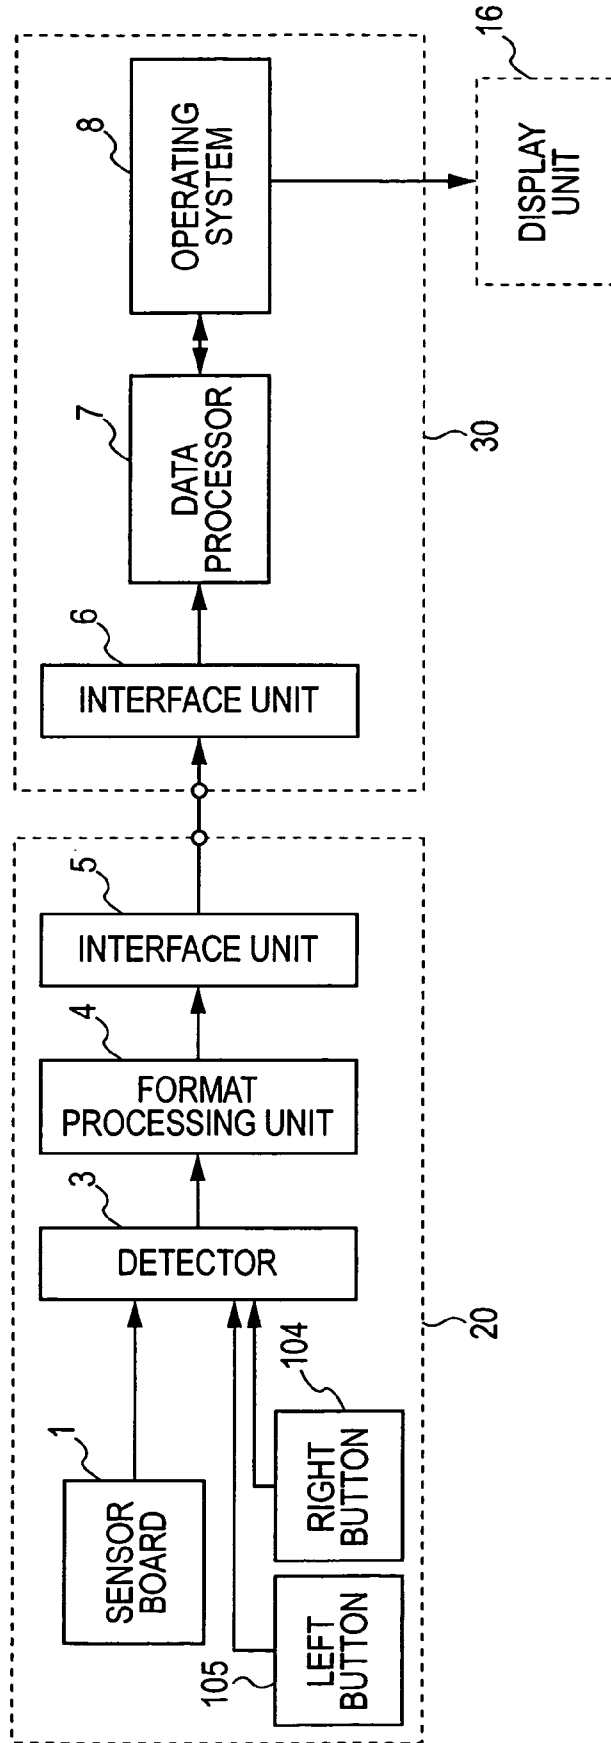 1
SENSOR
BOARD
105
LEFT
BUTTON
104
RIGHT
BUTTON
3
DETECTOR
4
FORMAT
PROCESSING UNIT
5
INTERFACE UNIT
20
6
INTERFACE UNIT
7
DATA
PROCESSOR
8
OPERATING
SYSTEM
30
16
DISPLAY
UNIT